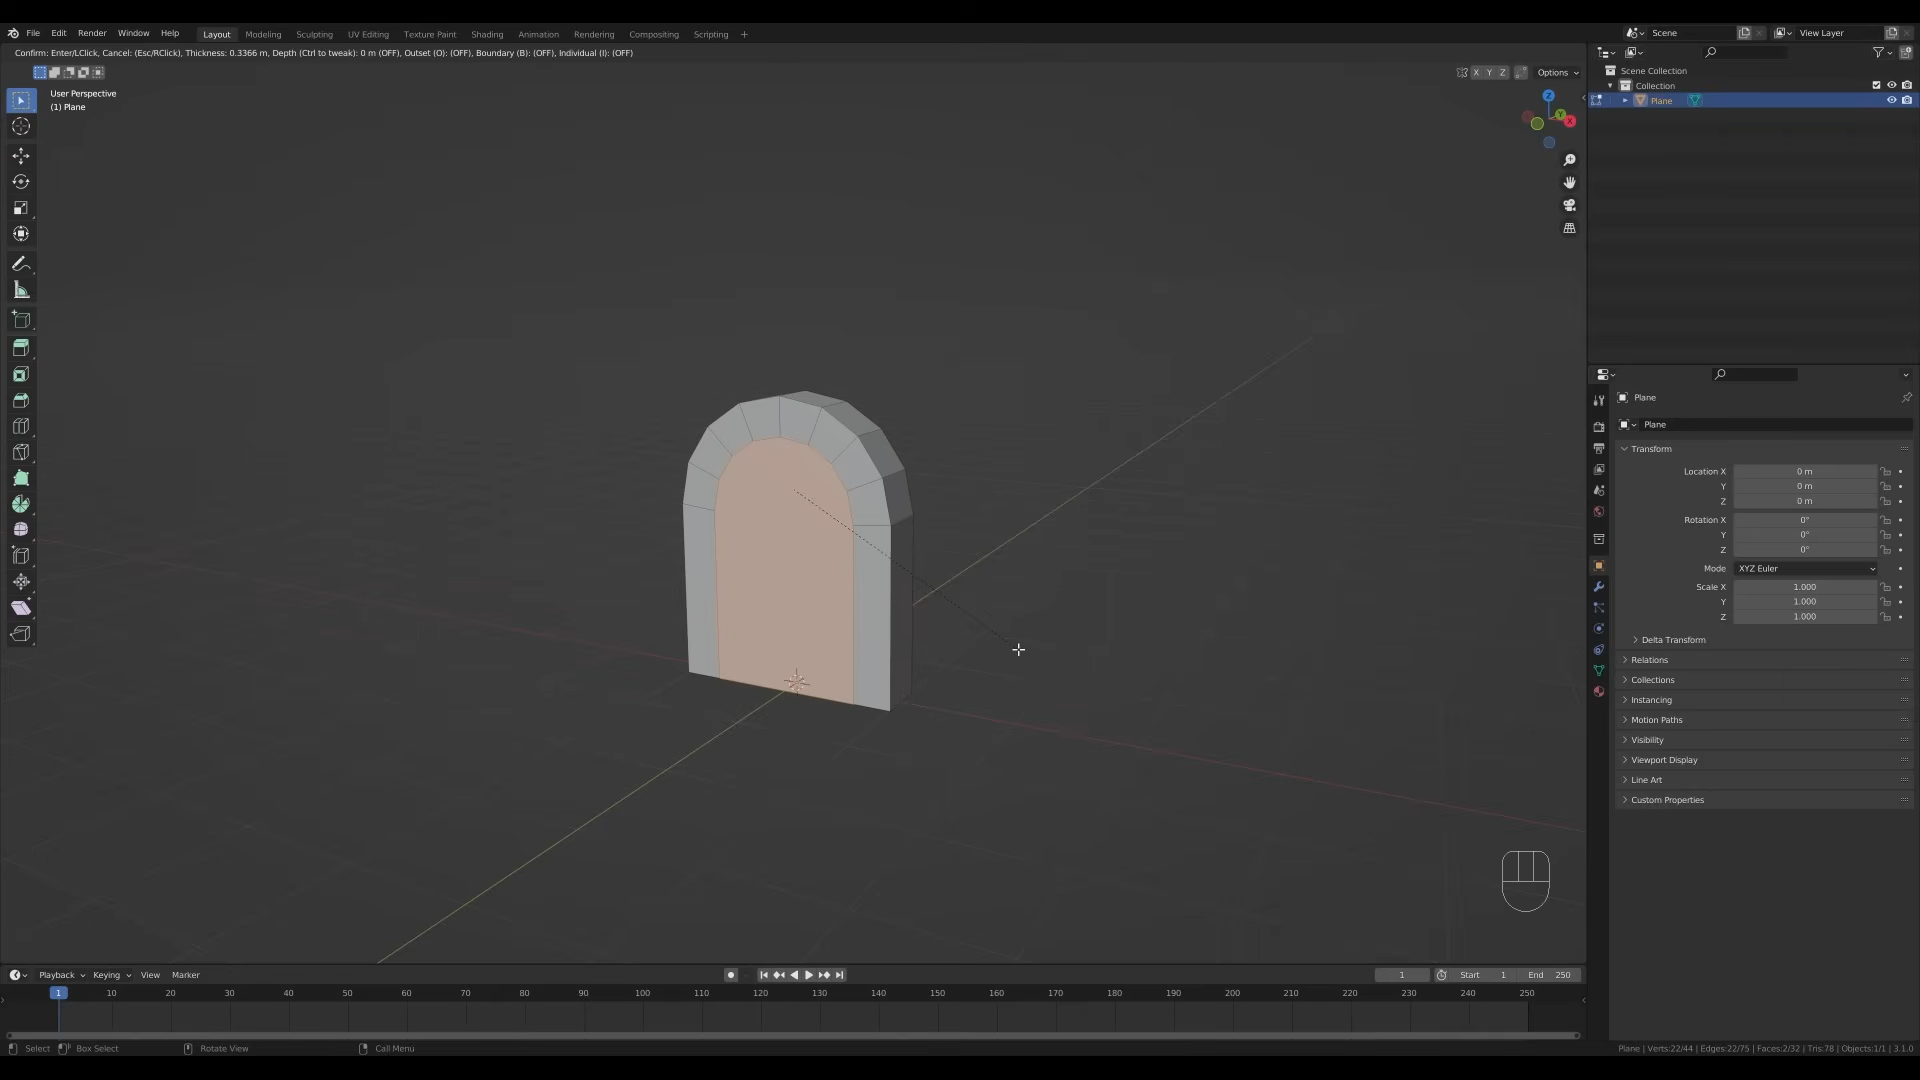 File Edit Render Window Help Layout Modeling Sculpting UV Editing Texture Paint Shading Animation Rendering Compositing Scripting + Scene View Layer
Confirm: Enter/LClick, Cancel: (Esc/RClick), Thickness: 0.3366 m, Depth (Ctrl to tweak): 0 m (OFF), Outset (O): (OFF), Boundary (B): (OFF), Individual (I): (OFF)
X Y Z Options
User Perspective
(1) Plane
Z
Y
X
Scene Collection
Collection
Plane
Plane
Plane
Transform
Location X 0 m
Y 0 m
Z 0 m
Rotation X 0°
Y 0°
Z 0°
Mode XYZ Euler
Scale X 1.000
Y 1.000
Z 1.000
Delta Transform
Relations
Collections
Instancing
Motion Paths
Visibility
Viewport Display
Line Art
Custom Properties
Playback Keying View Marker 1 Start 1 End 250
1 10 20 30 40 50 60 70 80 90 100 110 120 130 140 150 160 170 180 190 200 210 220 230 240 250
Select Box Select Rotate View Call Menu Plane | Verts:22/44 | Edges:22/75 | Faces:2/32 | Tris:78 | Objects:1/1 | 3.1.0